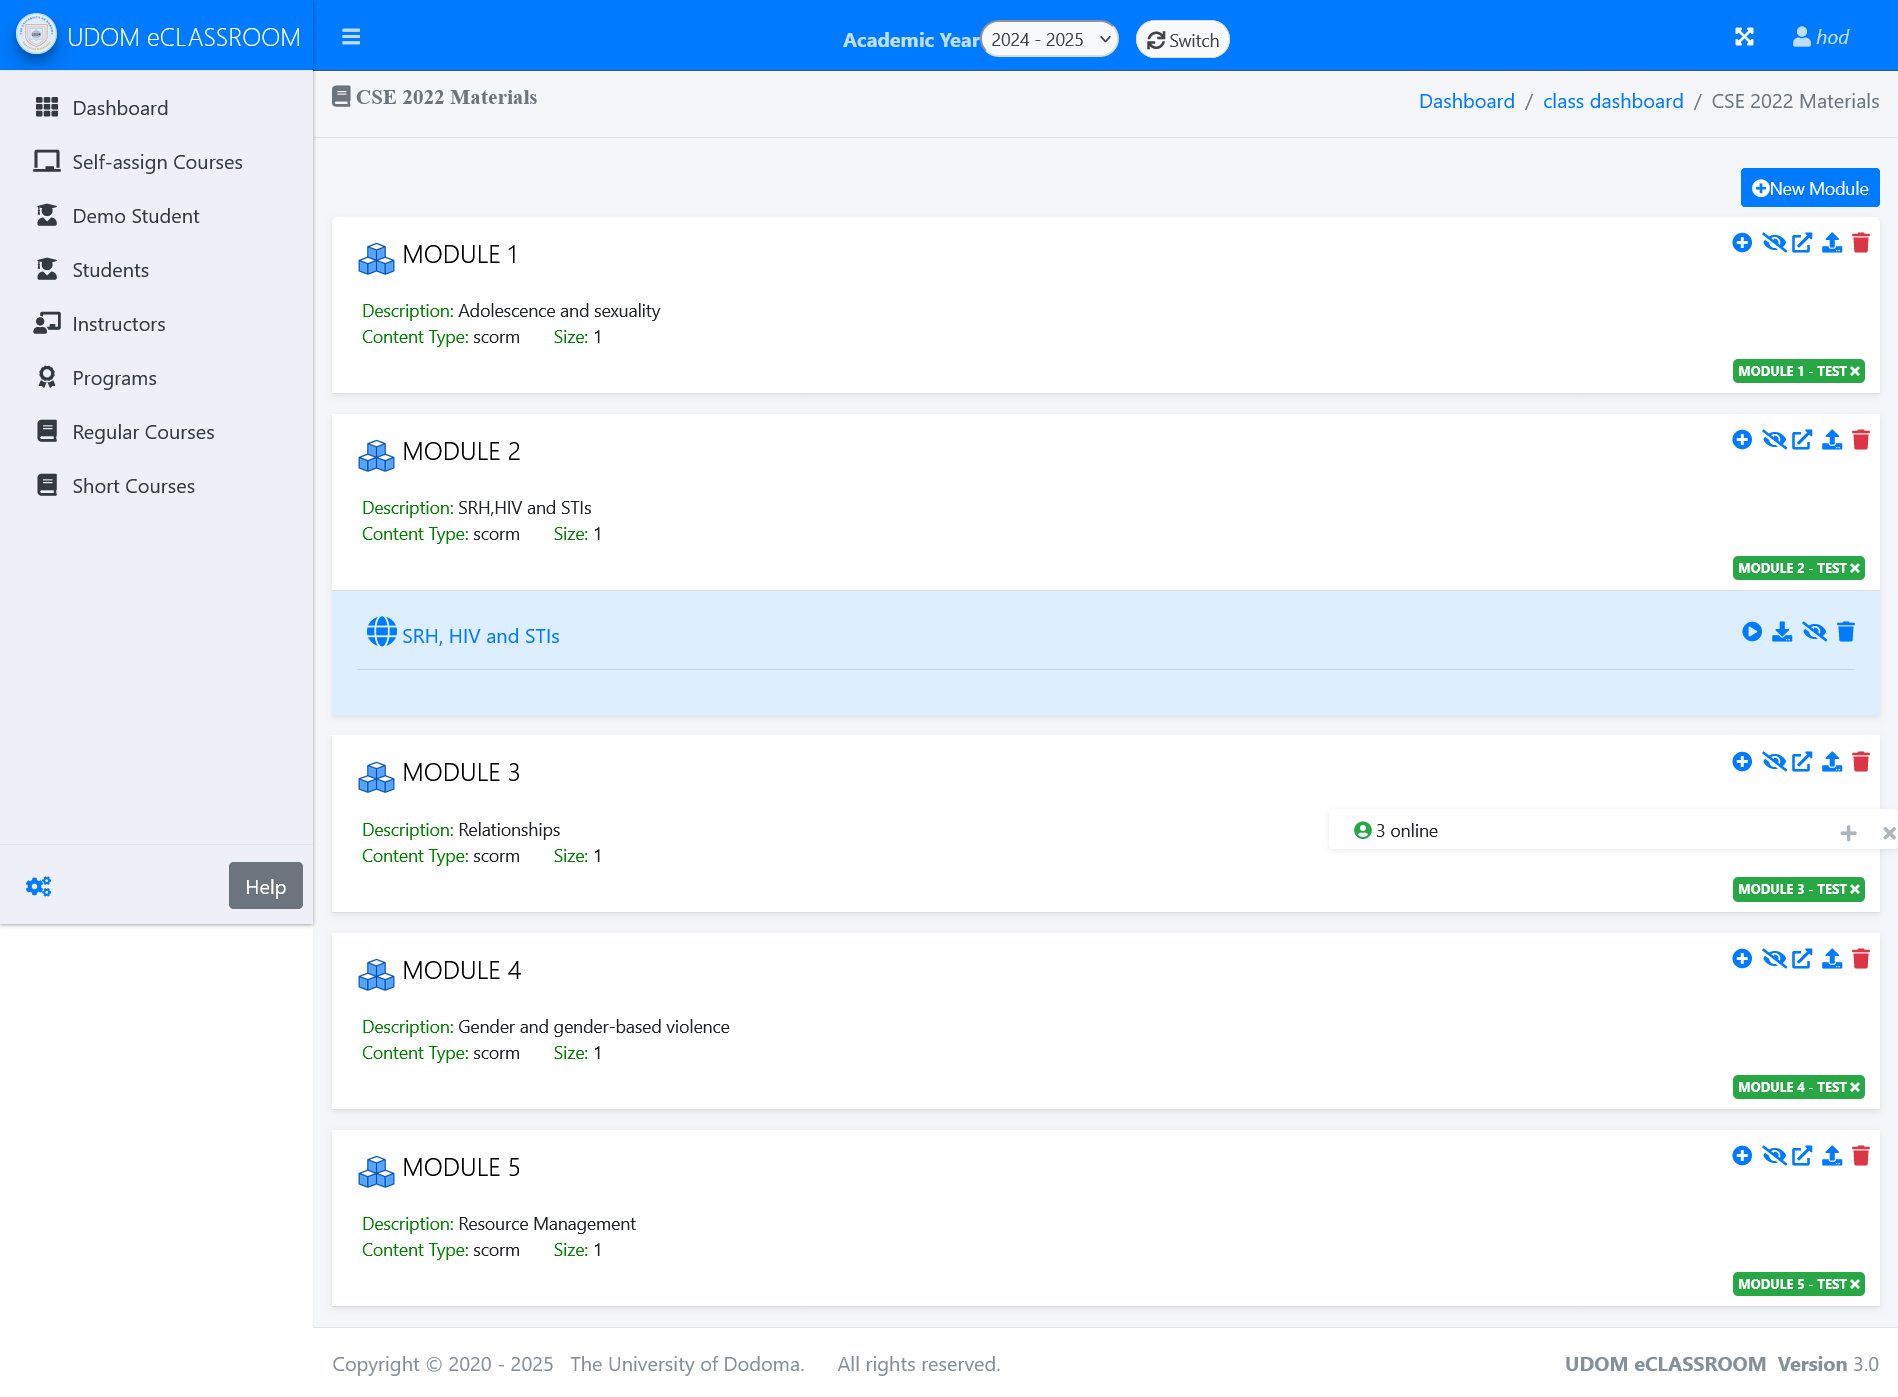 UDOM eCLASSROOM
Academic Year 2024 - 2025 Switch
hod
Dashboard
Self-assign Courses
Demo Student
Students
Instructors
Programs
Regular Courses
Short Courses
Help
CSE 2022 Materials
Dashboard / class dashboard / CSE 2022 Materials
New Module
MODULE 1
Description: Adolescence and sexuality
Content Type: scorm Size: 1
MODULE 1 - TEST
MODULE 2
Description: SRH,HIV and STIs
Content Type: scorm Size: 1
MODULE 2 - TEST
SRH, HIV and STIs
MODULE 3
Description: Relationships
Content Type: scorm Size: 1
3 online
MODULE 3 - TEST
MODULE 4
Description: Gender and gender-based violence
Content Type: scorm Size: 1
MODULE 4 - TEST
MODULE 5
Description: Resource Management
Content Type: scorm Size: 1
MODULE 5 - TEST
Copyright © 2020 - 2025 The University of Dodoma. All rights reserved.
UDOM eCLASSROOM Version 3.0